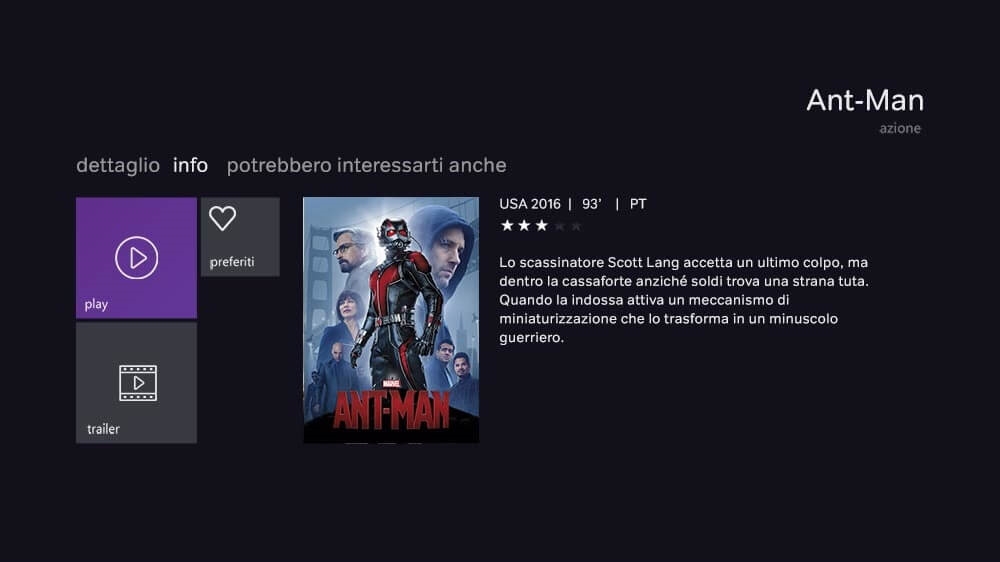 Ant-Man
azione
dettaglio info potrebbero interessarti anche
play
preferiti
trailer
MARVEL
ANT-MAN
USA 2016 | 93' | PT
Lo scassinatore Scott Lang accetta un ultimo colpo, ma
dentro la cassaforte anziché soldi trova una strana tuta.
Quando la indossa attiva un meccanismo di
miniaturizzazione che lo trasforma in un minuscolo
guerriero.